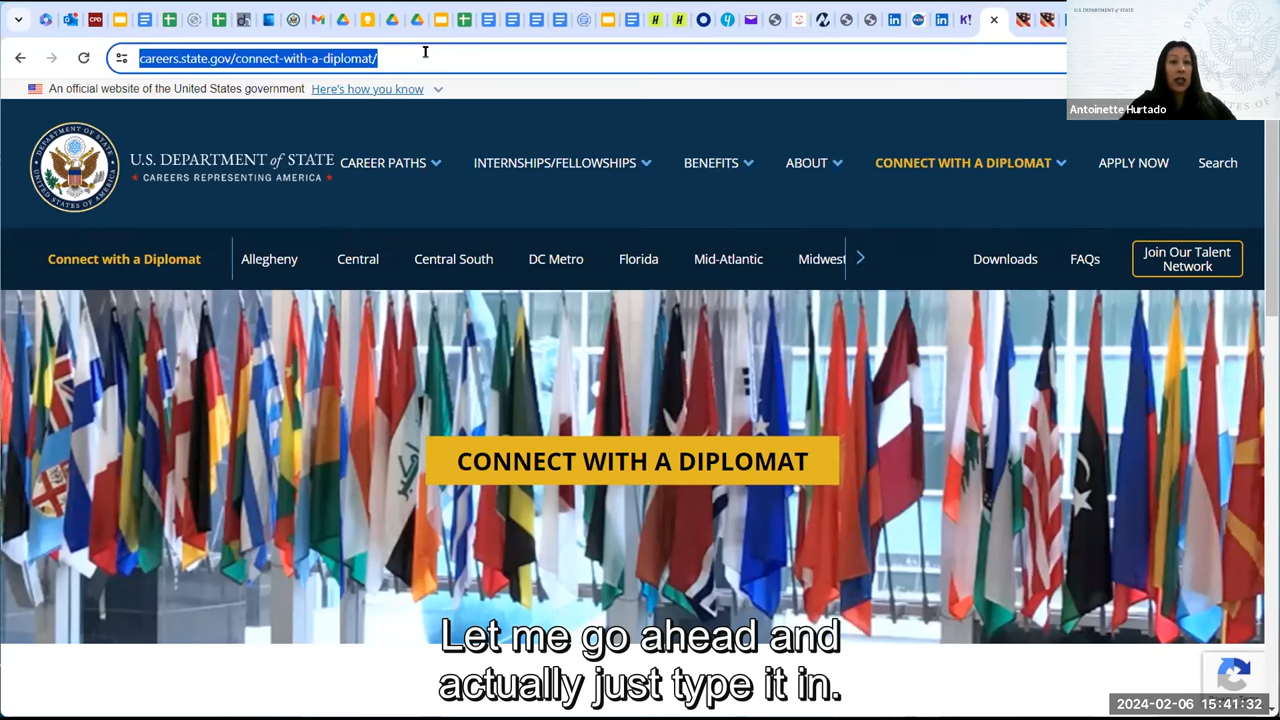 careers.state.gov/connect-with-a-diplomat/
U.S. DEPARTMENT OF STATE
Antoinette Hurtado
An official website of the United States government Here's how you know
U.S. DEPARTMENT of STATE
CAREERS REPRESENTING AMERICA
CAREER PATHS INTERNSHIPS/FELLOWSHIPS BENEFITS ABOUT CONNECT WITH A DIPLOMAT APPLY NOW Search
Connect with a Diplomat Allegheny Central Central South DC Metro Florida Mid-Atlantic Midwest Downloads FAQs Join Our Talent
Network
CONNECT WITH A DIPLOMAT
Let me go ahead and
actually just type it in.
2024-02-06 15:41:32